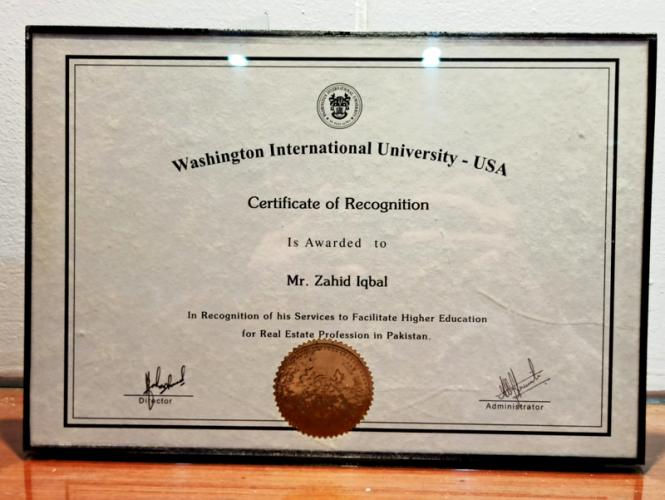 Washington International University - USA
Certificate of Recognition
Is Awarded to
Mr. Zahid Iqbal
In Recognition of his Services to Facilitate Higher Education
for Real Estate Profession in Pakistan.
Director
Administrator